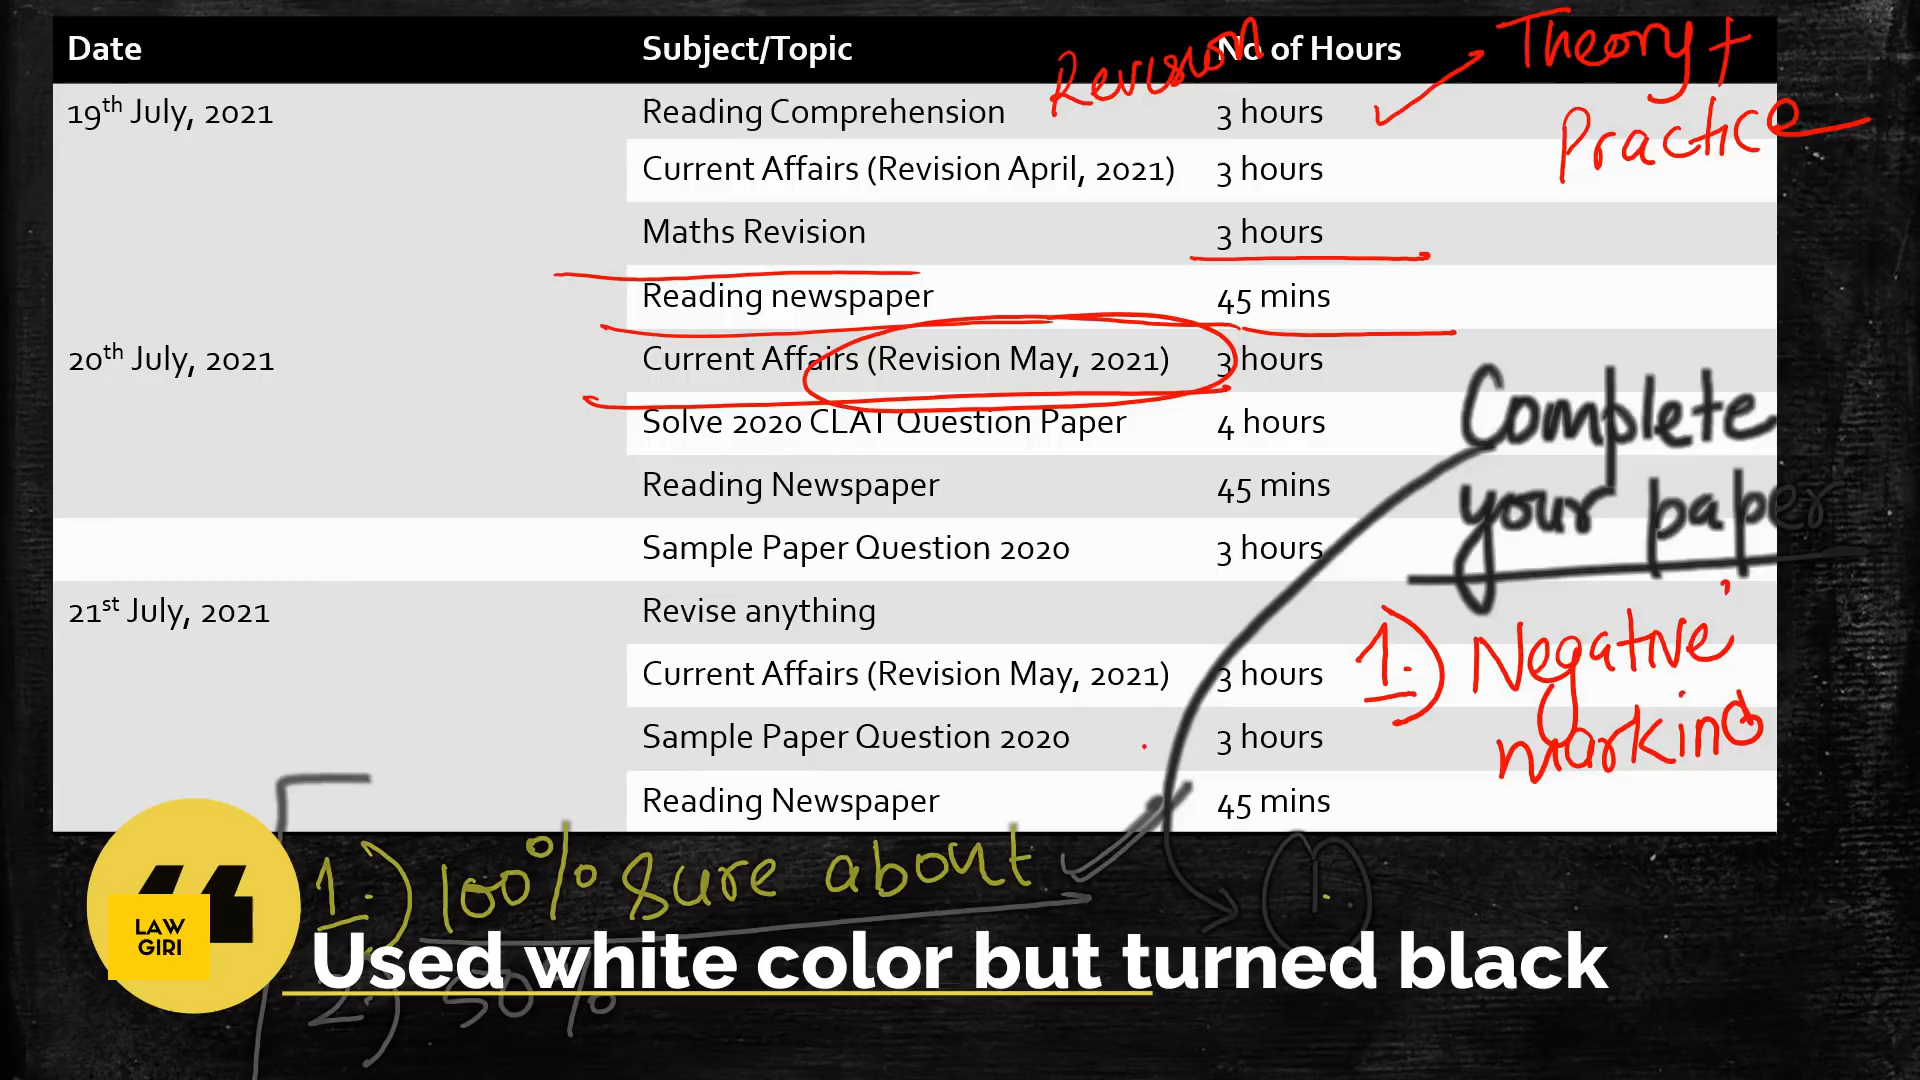 Date Subject/Topic No of Hours
Revision
Theory +
Practice
19th July, 2021 Reading Comprehension 3 hours
Current Affairs (Revision April, 2021) 3 hours
Maths Revision 3 hours
Reading newspaper 45 mins
20th July, 2021 Current Affairs (Revision May, 2021) 3 hours
Solve 2020 CLAT Question Paper 4 hours
Reading Newspaper 45 mins
Sample Paper Question 2020 3 hours
Complete
your paper
21st July, 2021 Revise anything
Current Affairs (Revision May, 2021) 3 hours
Sample Paper Question 2020 3 hours
Reading Newspaper 45 mins
1.) Negative
marking
1.) 100% sure about
1
2.) 50%
LAW
GIRI
Used white color but turned black